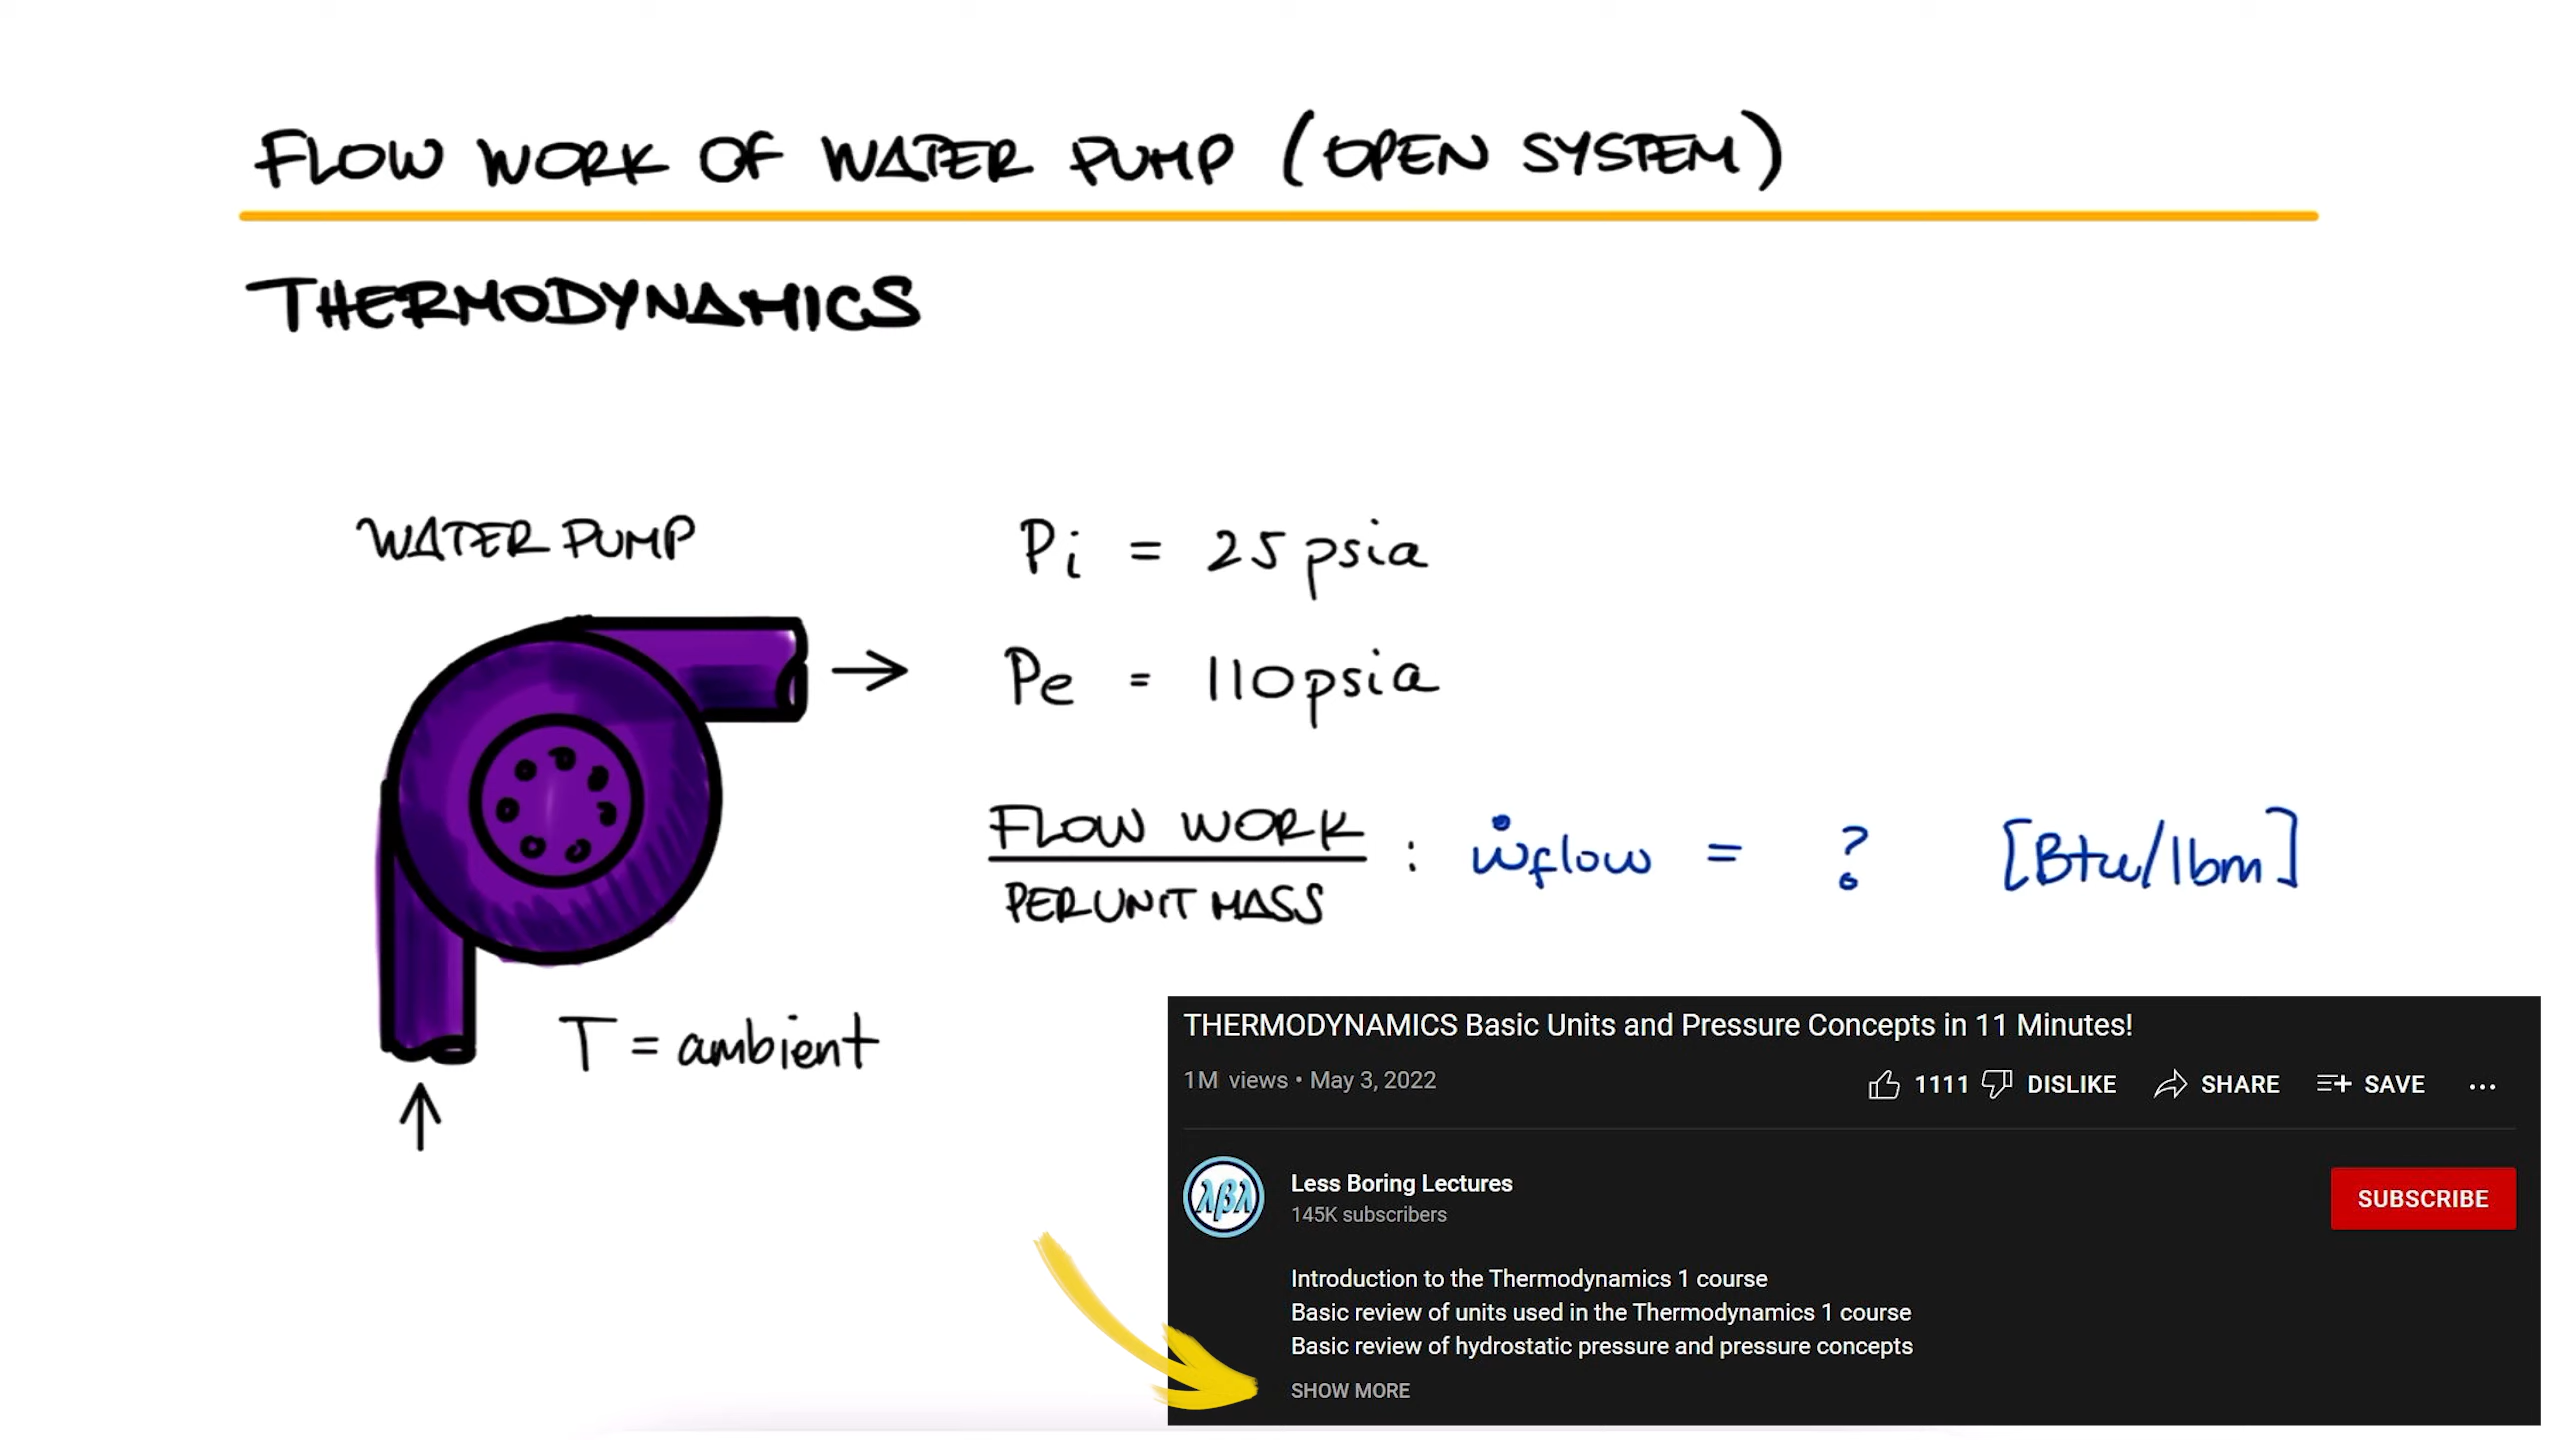 FLOW WORK OF WATER PUMP (OPEN SYSTEM)
THERMODYNAMICS
WATER PUMP
Pi = 25 psia
Pe = 110 psia
FLOW WORK
PER UNIT MASS
: ẇflow = ? [Btu/lbm]
T = ambient
THERMODYNAMICS Basic Units and Pressure Concepts in 11 Minutes!
1M views • May 3, 2022
1111 DISLIKE SHARE SAVE ...
λβλ
Less Boring Lectures
145K subscribers
SUBSCRIBE
Introduction to the Thermodynamics 1 course
Basic review of units used in the Thermodynamics 1 course
Basic review of hydrostatic pressure and pressure concepts
SHOW MORE